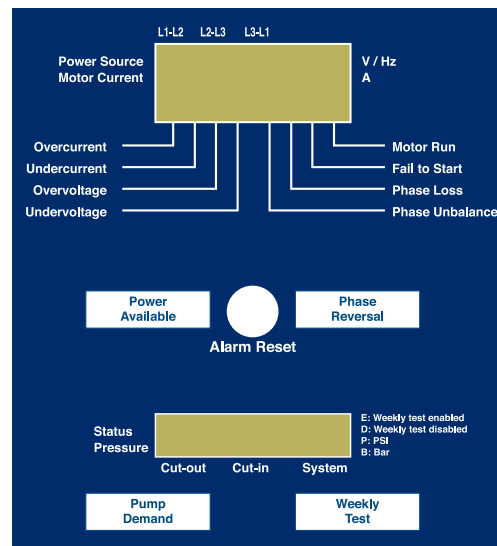 L1-L2 L2-L3 L3-L1
Power Source V / Hz
Motor Current A
Overcurrent Motor Run
Undercurrent Fail to Start
Overvoltage Phase Loss
Undervoltage Phase Unbalance
Power
Available
Phase
Reversal
Alarm Reset
Status
Pressure
E: Weekly test enabled
D: Weekly test disabled
P: PSI
B: Bar
Cut-out Cut-in System
Pump
Demand
Weekly
Test